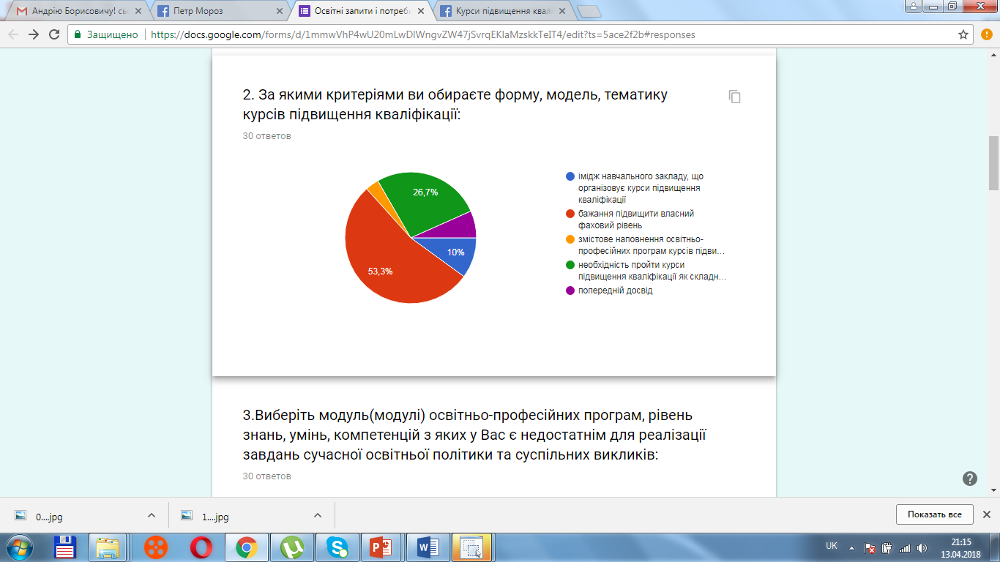 Андрію Борисовичу! сы
Петр Мороз
Освітні запити і потреби
Курси підвищення квалі
Защищено
https://docs.google.com/forms/d/1mmwVhP4wU20mLwDlWngvZW47jSvrqEKlaMzskkTeIT4/edit?ts=5ace2f2b#responses
2. За якими критеріями ви обираєте форму, модель, тематику
курсів підвищення кваліфікації:
30 ответов
26,7%
10%
53,3%
імідж навчального закладу, що
організовує курси підвищення
кваліфікації
бажання підвищити власний
фаховий рівень
змістове наповнення освітньо-
професійних програм курсів підви...
необхідність пройти курси
підвищення кваліфікації як складн...
попередній досвід
3.Виберіть модуль(модулі) освітньо-професійних програм, рівень
знань, умінь, компетенцій з яких у Вас є недостатнім для реалізації
завдань сучасної освітньої політики та суспільних викликів:
30 ответов
0....jpg
1....jpg
Показать все
UK
21:15
13.04.2018